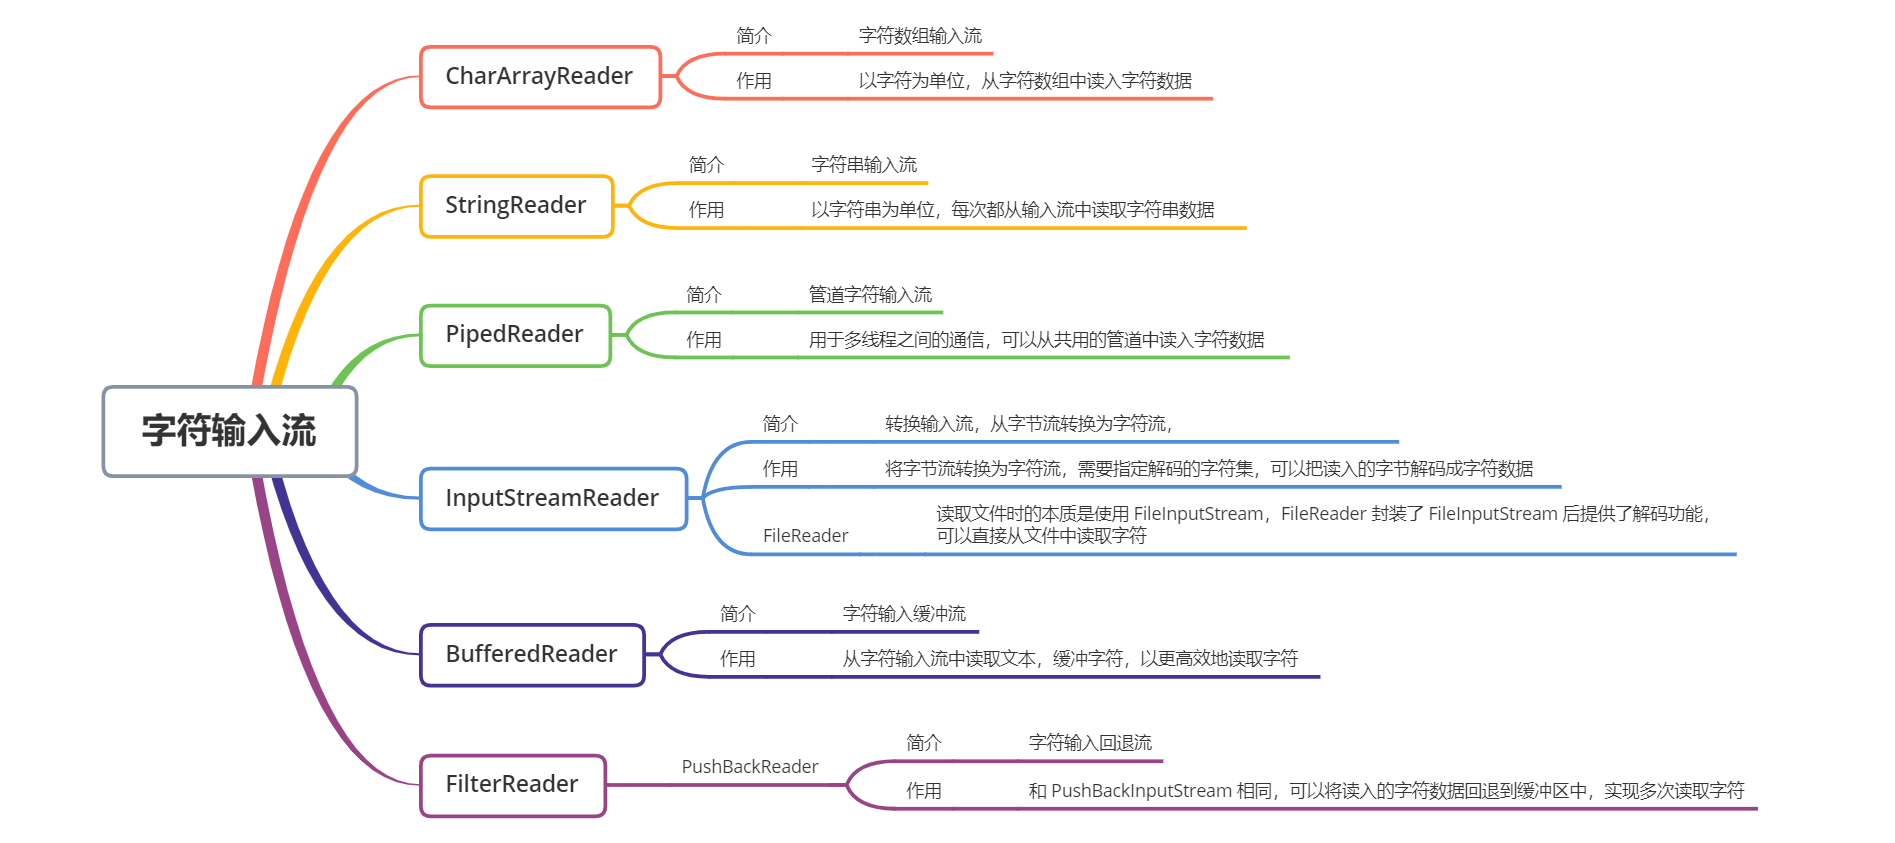 字符输入流
CharArrayReader
简介
字符数组输入流
作用
以字符为单位，从字符数组中读入字符数据
StringReader
简介
字符串输入流
作用
以字符串为单位，每次都从输入流中读取字符串数据
PipedReader
简介
管道字符输入流
作用
用于多线程之间的通信，可以从共用的管道中读入字符数据
InputStreamReader
简介
转换输入流，从字节流转换为字符流，
作用
将字节流转换为字符流，需要指定解码的字符集，可以把读入的字节解码成字符数据
FileReader
读取文件时的本质是使用 FileInputStream，FileReader 封装了 FileInputStream 后提供了解码功能，
可以直接从文件中读取字符
BufferedReader
简介
字符输入缓冲流
作用
从字符输入流中读取文本，缓冲字符，以更高效地读取字符
FilterReader
PushBackReader
简介
字符输入回退流
作用
和 PushBackInputStream 相同，可以将读入的字符数据回退到缓冲区中，实现多次读取字符